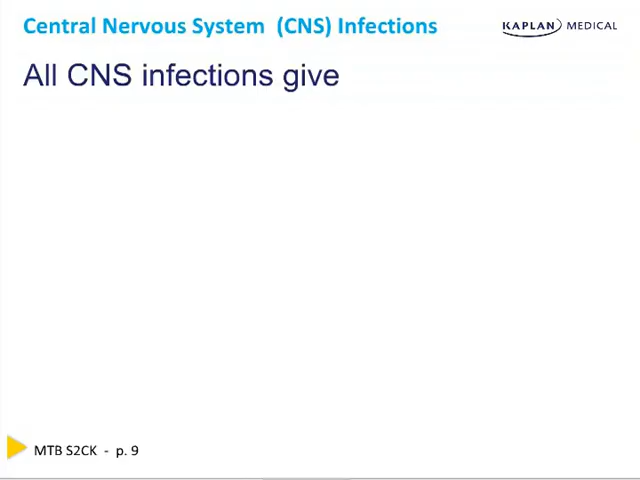 Central Nervous System (CNS) Infections
KAPLAN MEDICAL
All CNS infections give
MTB S2CK - p. 9